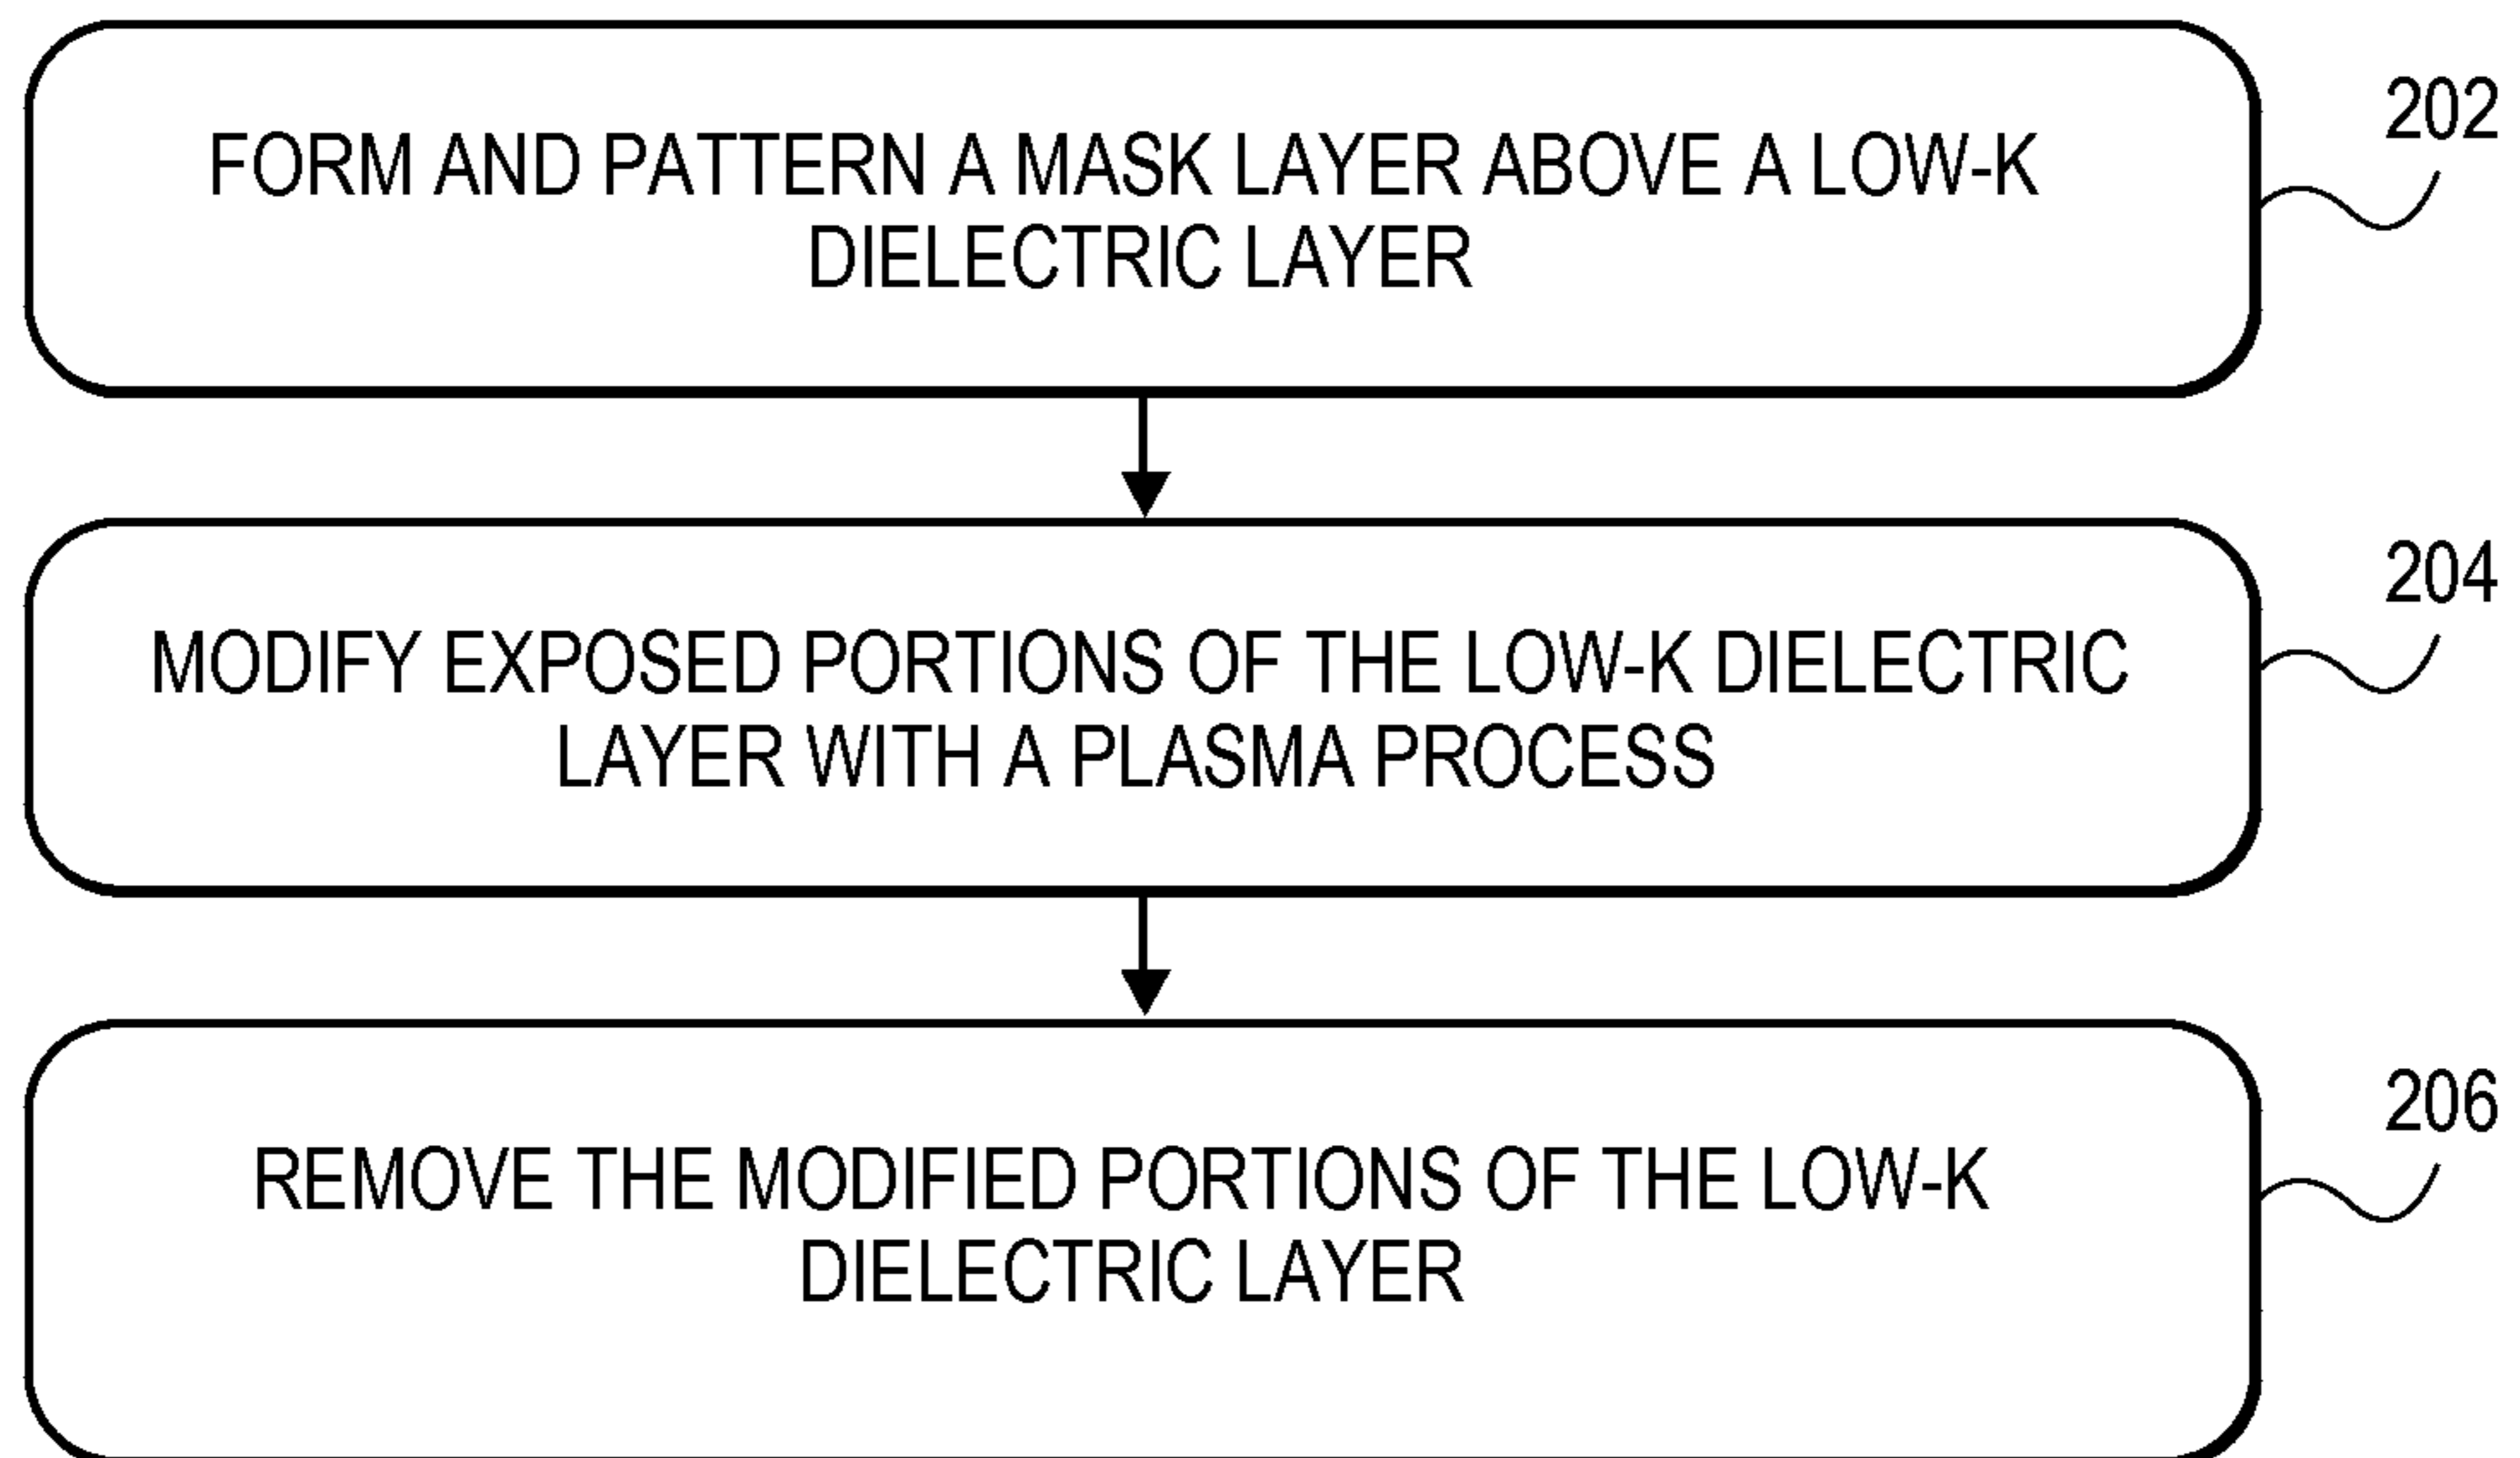 FORM AND PATTERN A MASK LAYER ABOVE A LOW-K
DIELECTRIC LAYER
202
MODIFY EXPOSED PORTIONS OF THE LOW-K DIELECTRIC
LAYER WITH A PLASMA PROCESS
204
REMOVE THE MODIFIED PORTIONS OF THE LOW-K
DIELECTRIC LAYER
206